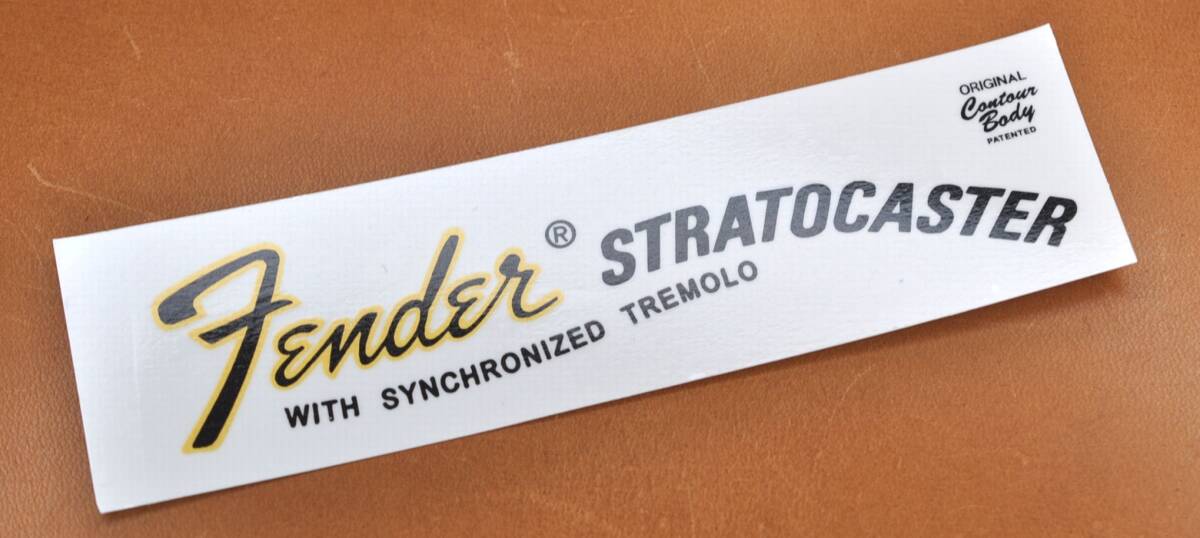 Fender® STRATOCASTER
WITH SYNCHRONIZED TREMOLO
ORIGINAL
Contour
Body
PATENTED